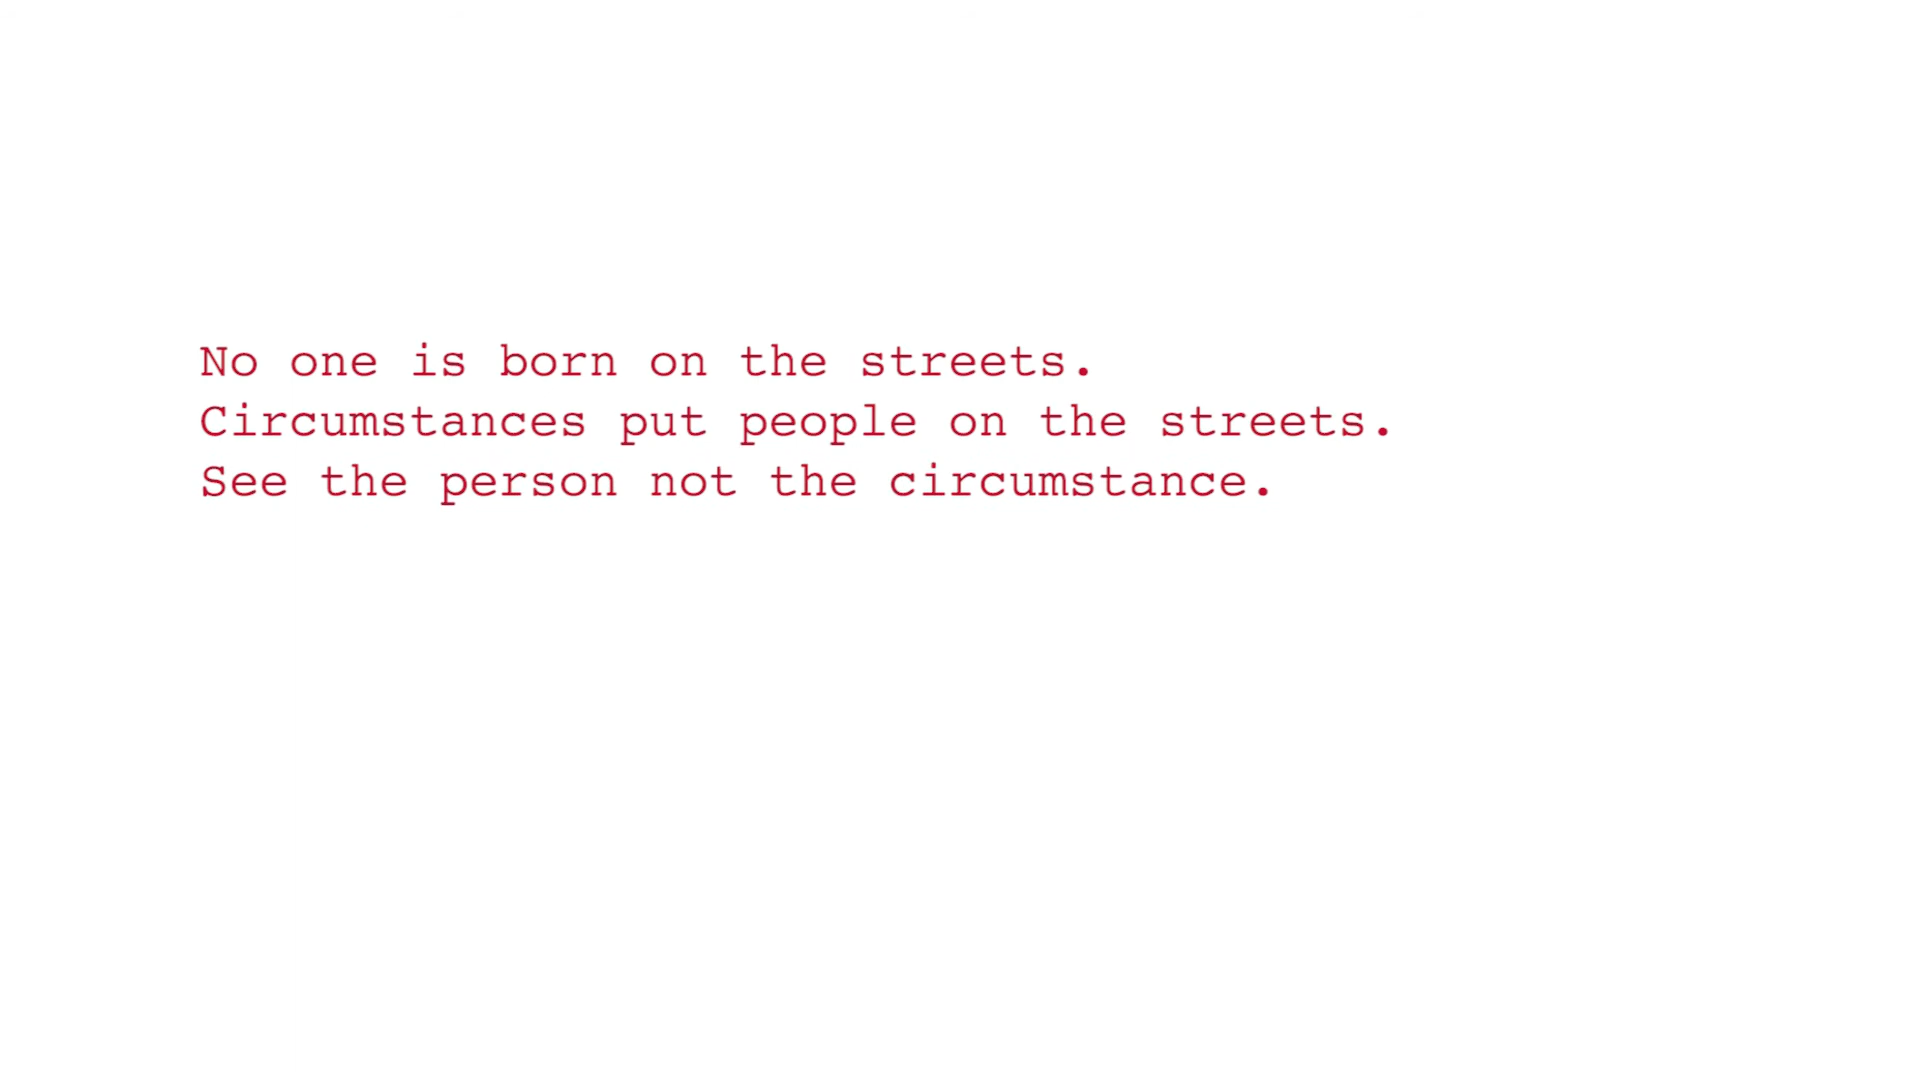 No one is born on the streets.
Circumstances put people on the streets.
See the person not the circumstance.